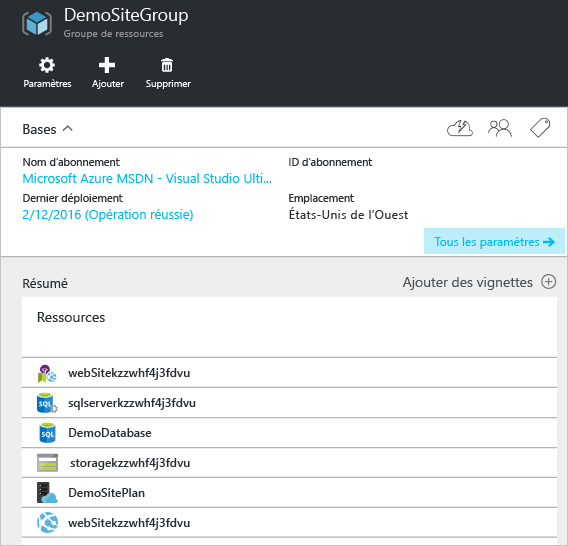 DemoSiteGroup
Groupe de ressources
Paramètres
Ajouter
Supprimer
Bases
Nom d'abonnement
ID d'abonnement
Microsoft Azure MSDN - Visual Studio Ulti...
Dernier déploiement
Emplacement
2/12/2016 (Opération réussie)
États-Unis de l'Ouest
Tous les paramètres
Résumé
Ajouter des vignettes
Ressources
webSitekzzwhf4j3fdvu
SQL
sqlserverkzzwhf4j3fdvu
SQL
DemoDatabase
storagekzzwhf4j3fdvu
DemoSitePlan
webSitekzzwhf4j3fdvu